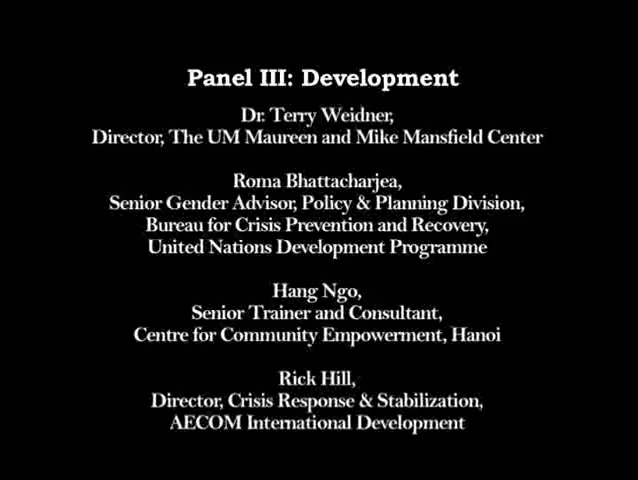 Panel III: Development
Dr. Terry Weidner,
Director, The UM Maureen and Mike Mansfield Center
Roma Bhattacharjea,
Senior Gender Advisor, Policy & Planning Division,
Bureau for Crisis Prevention and Recovery,
United Nations Development Programme
Hang Ngo,
Senior Trainer and Consultant,
Centre for Community Empowerment, Hanoi
Rick Hill,
Director, Crisis Response & Stabilization,
AECOM International Development